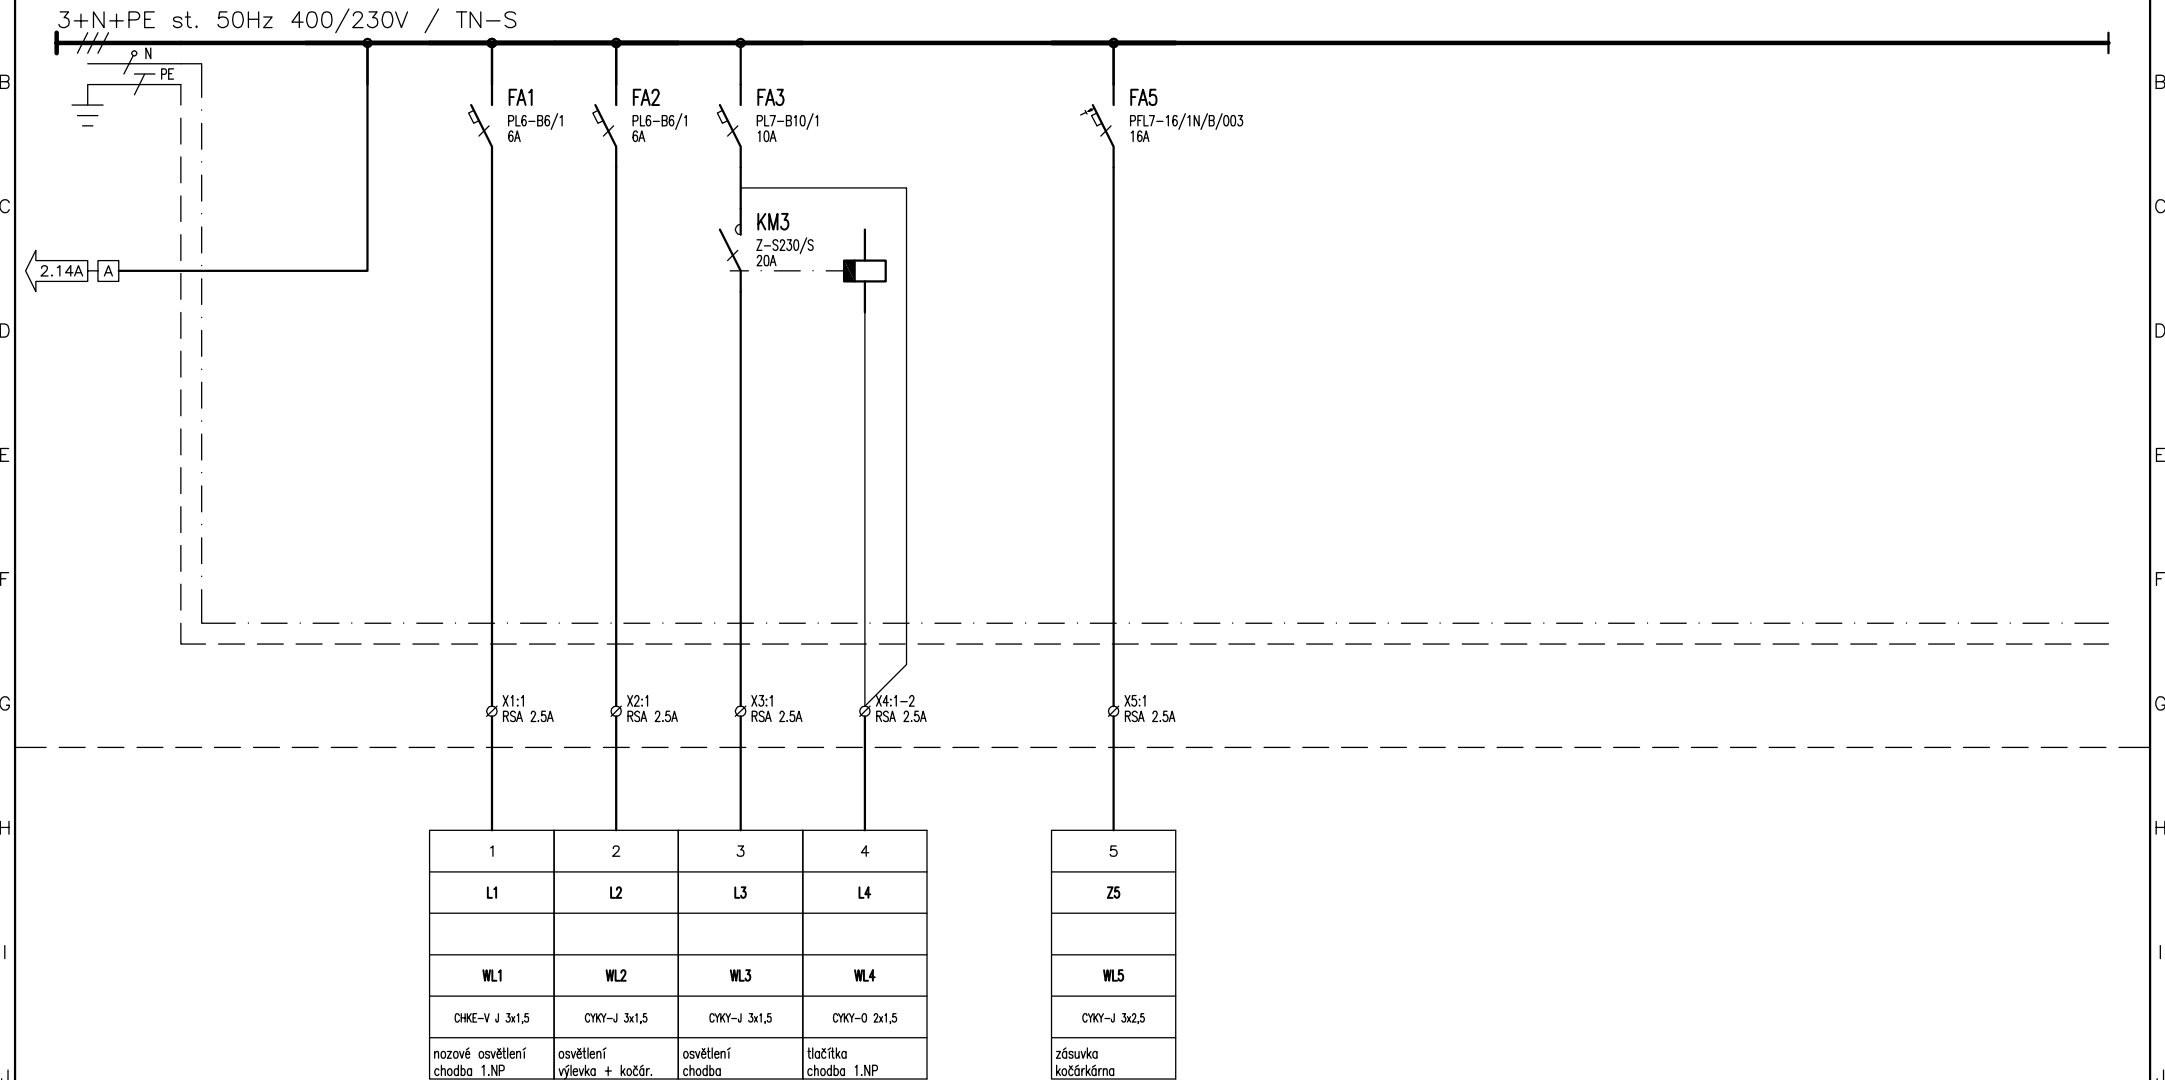 3+N+PE st. 50Hz 400/230V / TN-S
N
PE
B
B
FA1
PL6-B6/1
6A
FA2
PL6-B6/1
6A
FA3
PL7-B10/1
10A
FA5
PFL7-16/1N/B/003
16A
C
C
KM3
Z-S230/S
20A
2.14A
A
D
D
E
E
F
F
G
G
X1:1
RSA 2.5A
X2:1
RSA 2.5A
X3:1
RSA 2.5A
X4:1-2
RSA 2.5A
X5:1
RSA 2.5A
H
H
1
2
3
4
5
L1
L2
L3
L4
Z5
I
I
WL1
WL2
WL3
WL4
WL5
CHKE-V J 3x1,5
CYKY-J 3x1,5
CYKY-J 3x1,5
CYKY-O 2x1,5
CYKY-J 3x2,5
nozové osvětlení
chodba 1.NP
osvětlení
výlevka + kočár.
osvětlení
chodba
tlačítka
chodba 1.NP
zásuvka
kočárkárna
J
J